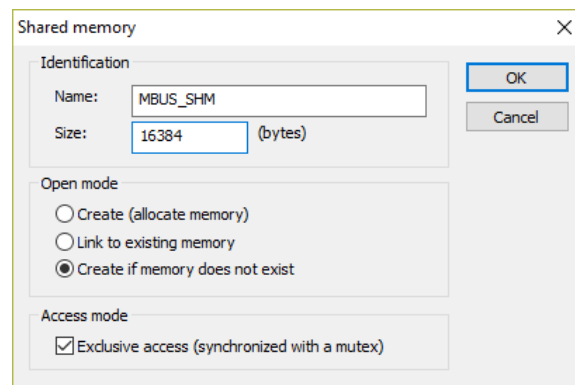 Shared memory
Identification
Name: MBUS_SHM
Size: 16384 (bytes)
OK
Cancel
Open mode
Create (allocate memory)
Link to existing memory
Create if memory does not exist
Access mode
Exclusive access (synchronized with a mutex)